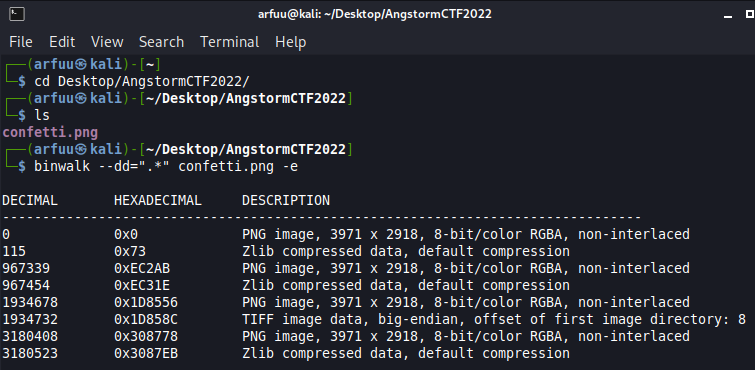 arfuu@kali: ~/Desktop/AngstormCTF2022
File Edit View Search Terminal Help
┌──(arfuu㉿kali)-[~]
└─$ cd Desktop/AngstormCTF2022/
┌──(arfuu㉿kali)-[~/Desktop/AngstormCTF2022]
└─$ ls
confetti.png
┌──(arfuu㉿kali)-[~/Desktop/AngstormCTF2022]
└─$ binwalk --dd=".*" confetti.png -e
DECIMAL HEXADECIMAL DESCRIPTION
--------------------------------------------------------------------------------
0 0x0 PNG image, 3971 x 2918, 8-bit/color RGBA, non-interlaced
115 0x73 Zlib compressed data, default compression
967339 0xEC2AB PNG image, 3971 x 2918, 8-bit/color RGBA, non-interlaced
967454 0xEC31E Zlib compressed data, default compression
1934678 0x1D8556 PNG image, 3971 x 2918, 8-bit/color RGBA, non-interlaced
1934732 0x1D858C TIFF image data, big-endian, offset of first image directory: 8
3180408 0x308778 PNG image, 3971 x 2918, 8-bit/color RGBA, non-interlaced
3180523 0x3087EB Zlib compressed data, default compression